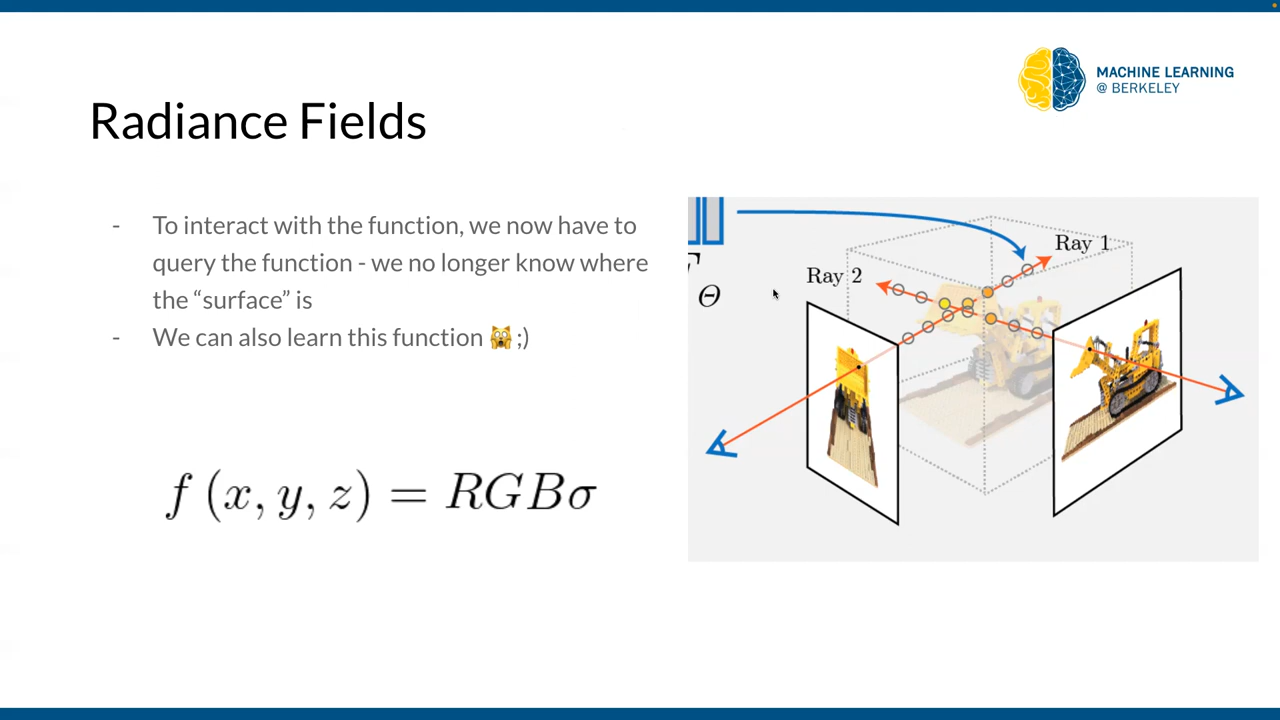 MACHINE LEARNING
@ BERKELEY
Radiance Fields
- To interact with the function, we now have to
query the function - we no longer know where
the “surface” is
- We can also learn this function 🙀 ;)
f (x, y, z) = RGBσ
Ray 1
Ray 2
Θ